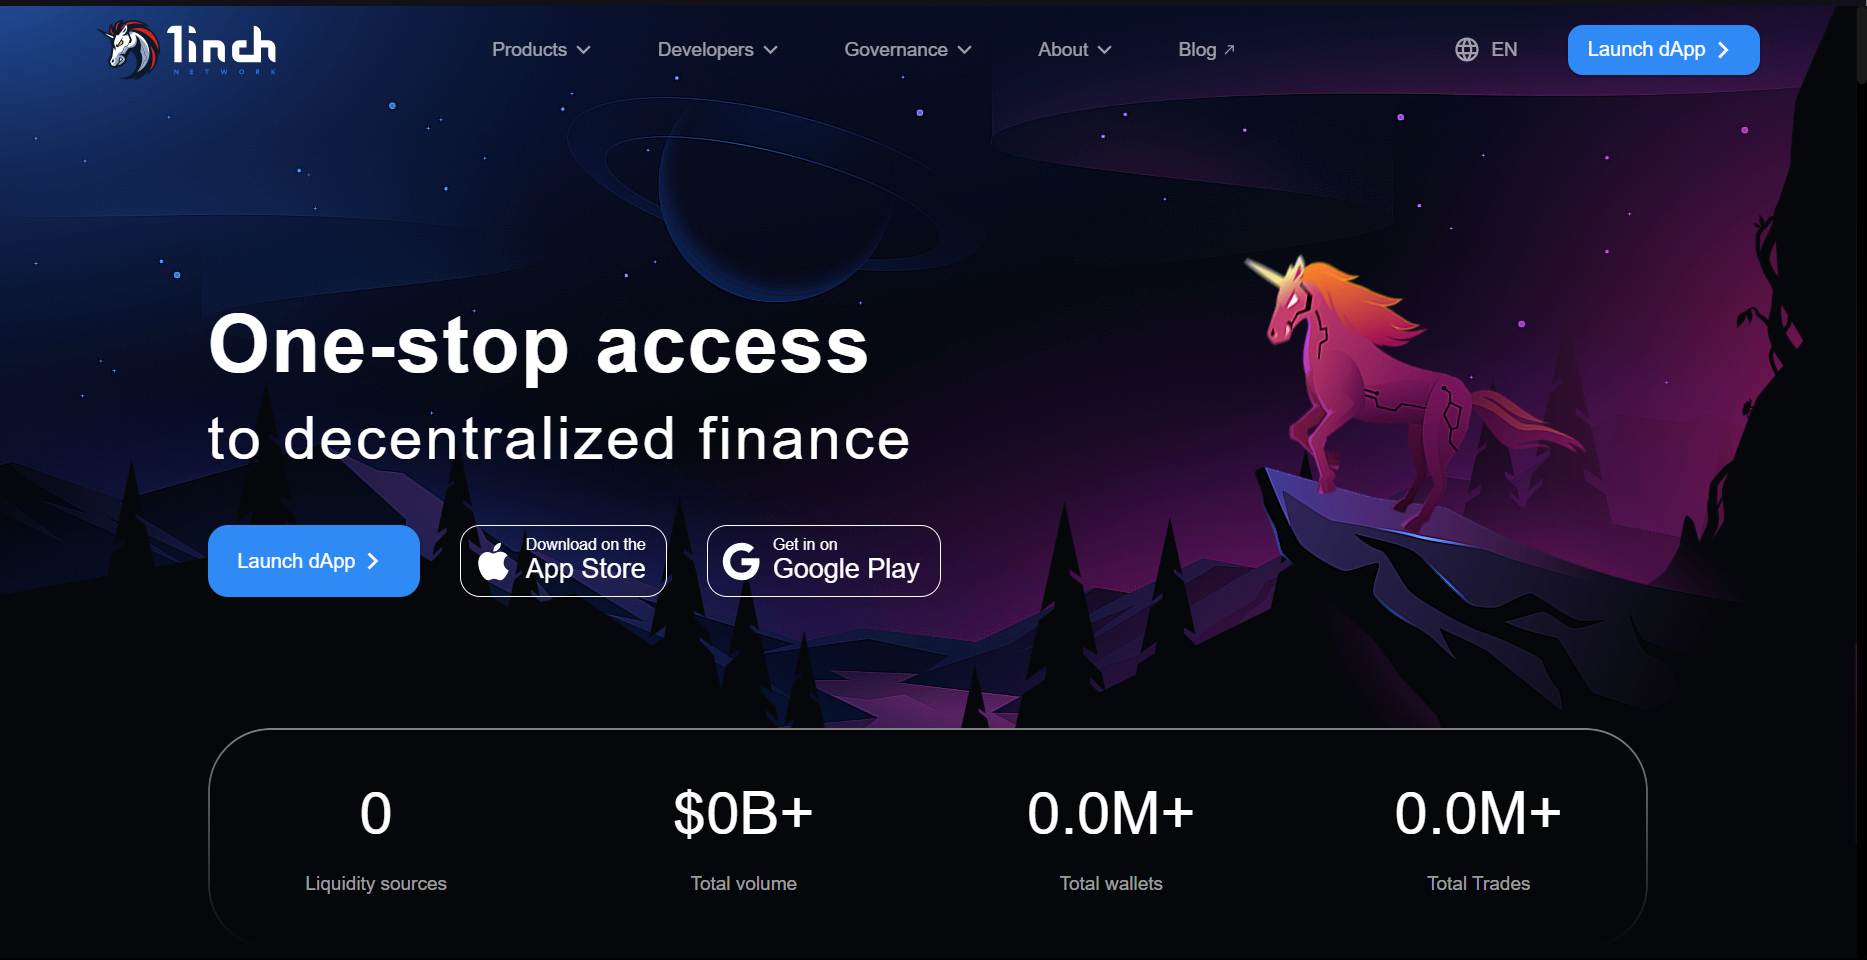 1inch
NETWORK
Products
Developers
Governance
About
Blog
EN
Launch dApp
One-stop access
to decentralized finance
Launch dApp
Download on the
App Store
Get in on
Google Play
0
$0B+
0.0M+
0.0M+
Liquidity sources
Total volume
Total wallets
Total Trades